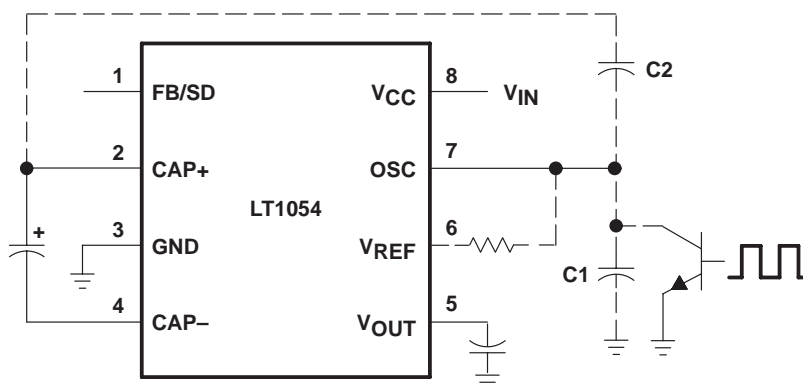 C2
1
FB/SD
VCC
8
VIN
2
CAP+
OSC
7
LT1054
+
3
GND
VREF
6
C1
4
CAP–
VOUT
5